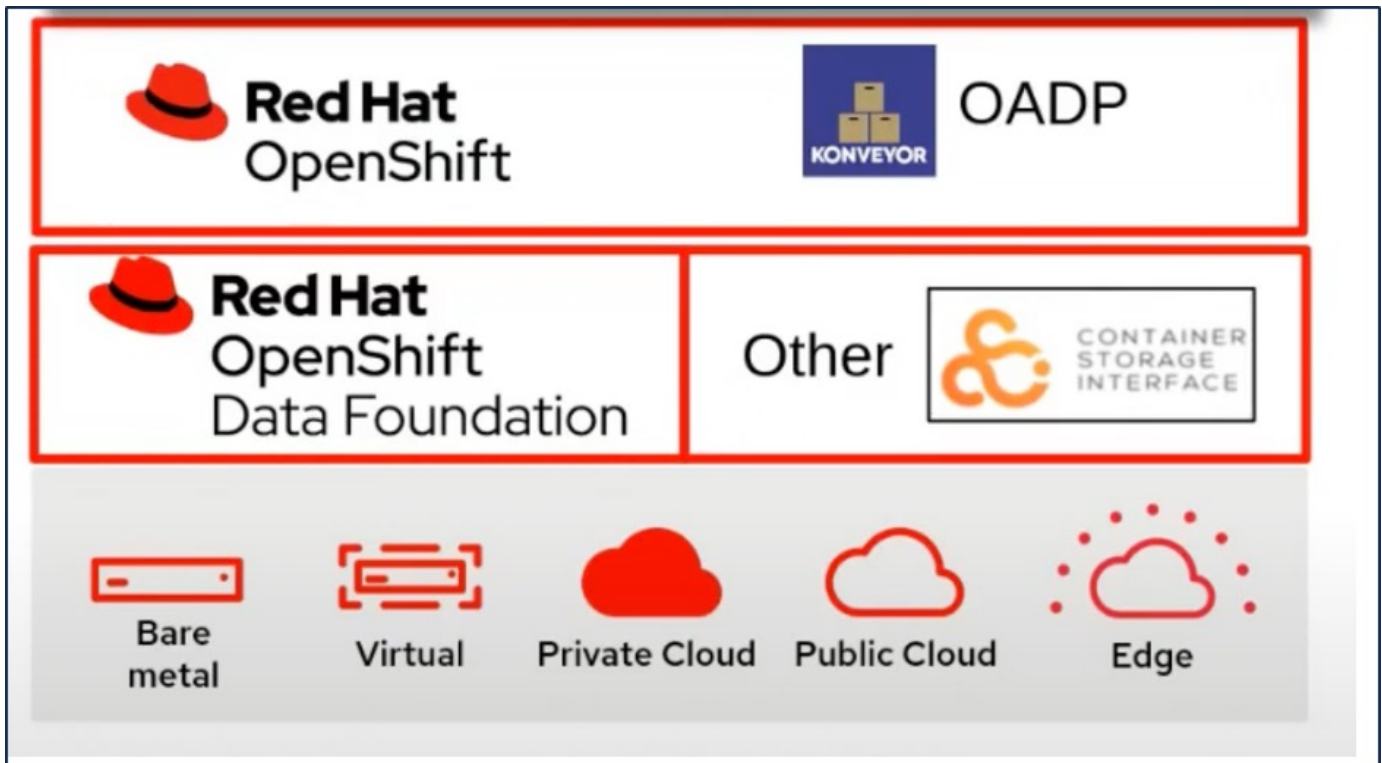 Red Hat
OpenShift
KONVEYOR
OADP
Red Hat
OpenShift
Data Foundation
Other
CONTAINER
STORAGE
INTERFACE
Bare
metal
Virtual
Private Cloud
Public Cloud
Edge